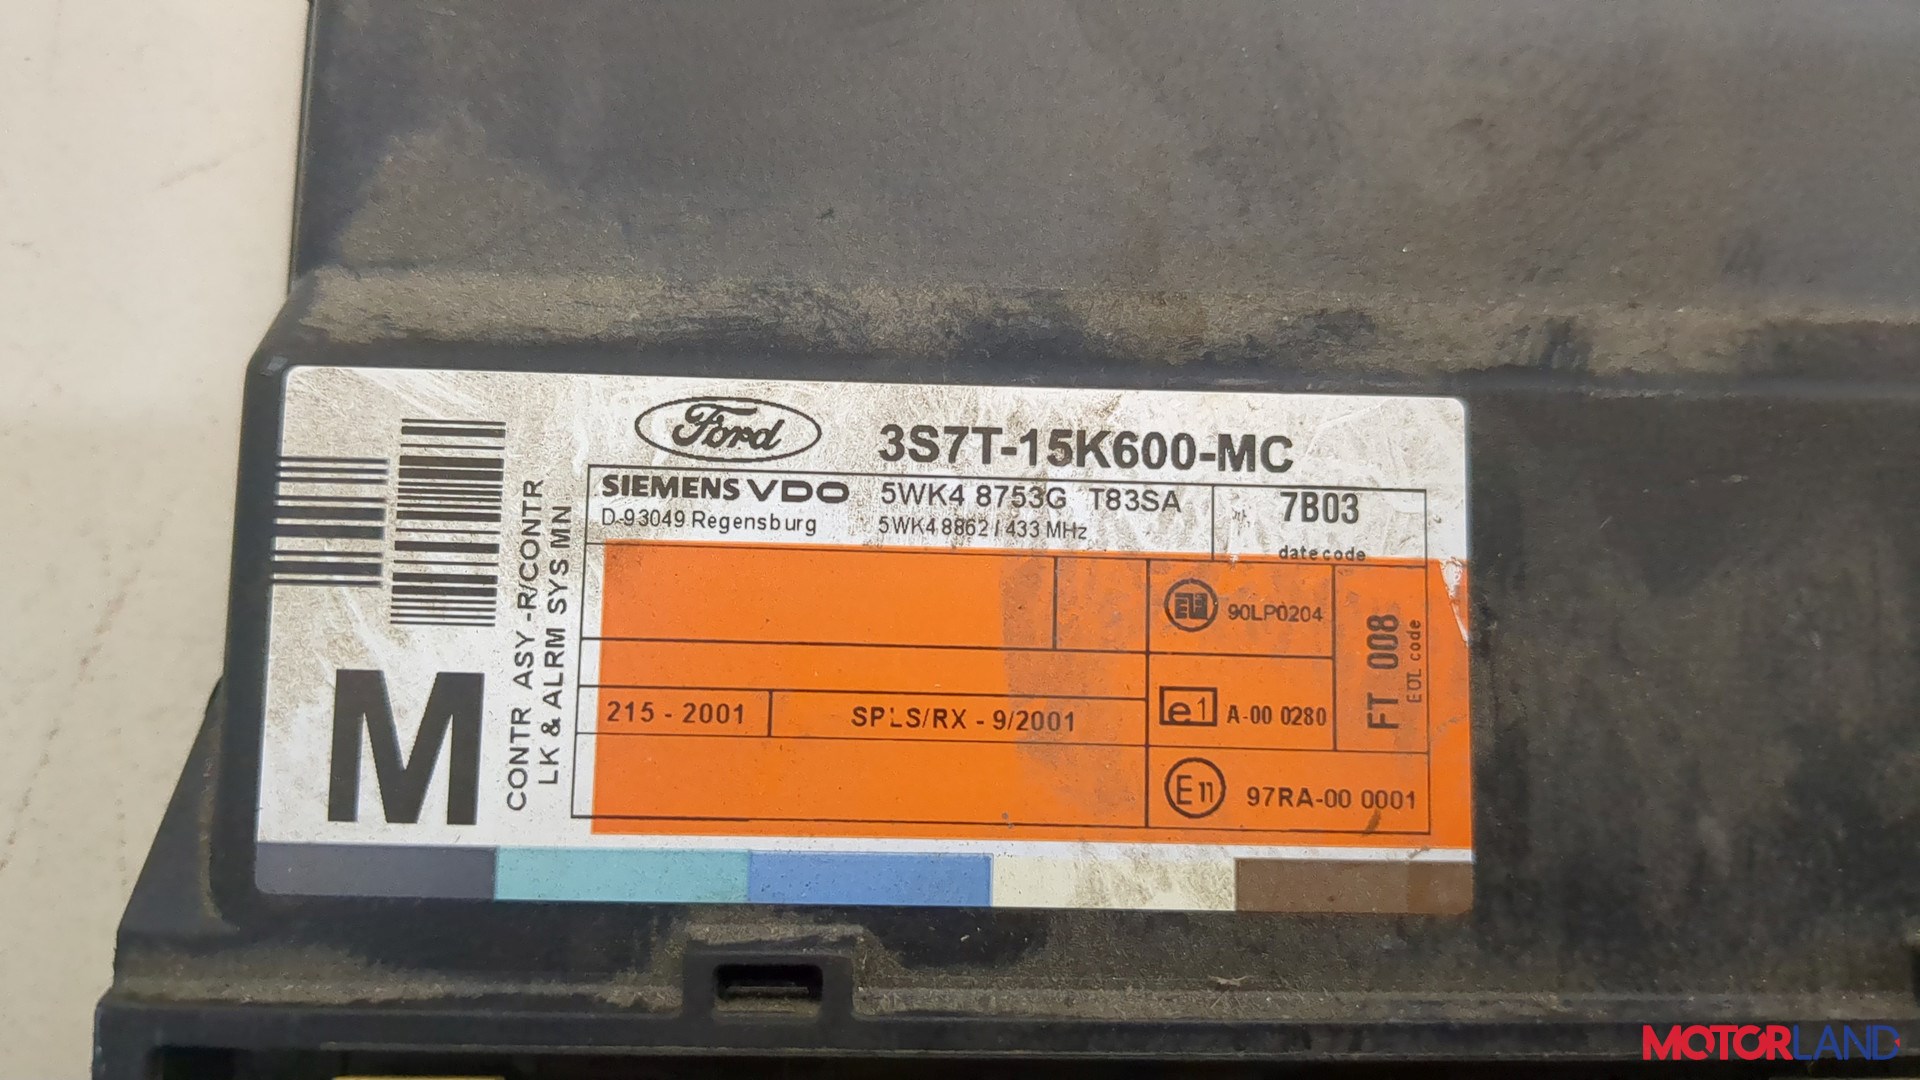 Ford
3S7T-15K600-MC
SIEMENS VDO
D-93049 Regensburg
5WK4 8753G T83SA
5WK4 8862 / 433 MHz
7B03
date code
CONTR ASY -R/CONTR
LK & ALRM SYS MN
M
90LP0204
215 - 2001
SPLS/RX - 9/2001
e1
A-00 0280
FT 008
EOL code
E11
97RA-00 0001
MOTORLAND